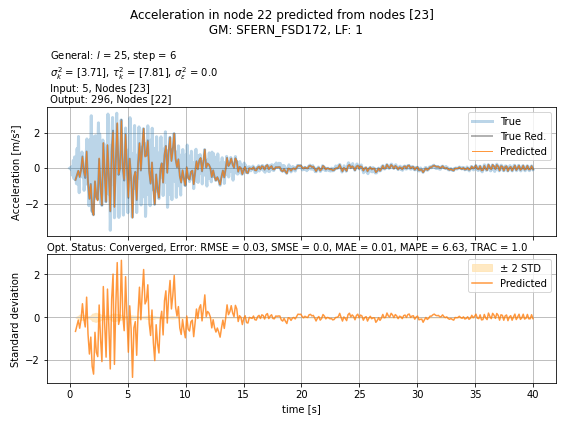 Acceleration in node 22 predicted from nodes [23]
GM: SFERN_FSD172, LF: 1
General: l = 25, step = 6
σ²ₖ = [3.71], τ²ₖ = [7.81], σ²ε = 0.0
Input: 5, Nodes [23]
Output: 296, Nodes [22]
Acceleration [m/s²]
2
0
−2
True
True Red.
Predicted
Opt. Status: Converged, Error: RMSE = 0.03, SMSE = 0.0, MAE = 0.01, MAPE = 6.63, TRAC = 1.0
Standard deviation
2
0
−2
± 2 STD
Predicted
0 5 10 15 20 25 30 35 40
time [s]